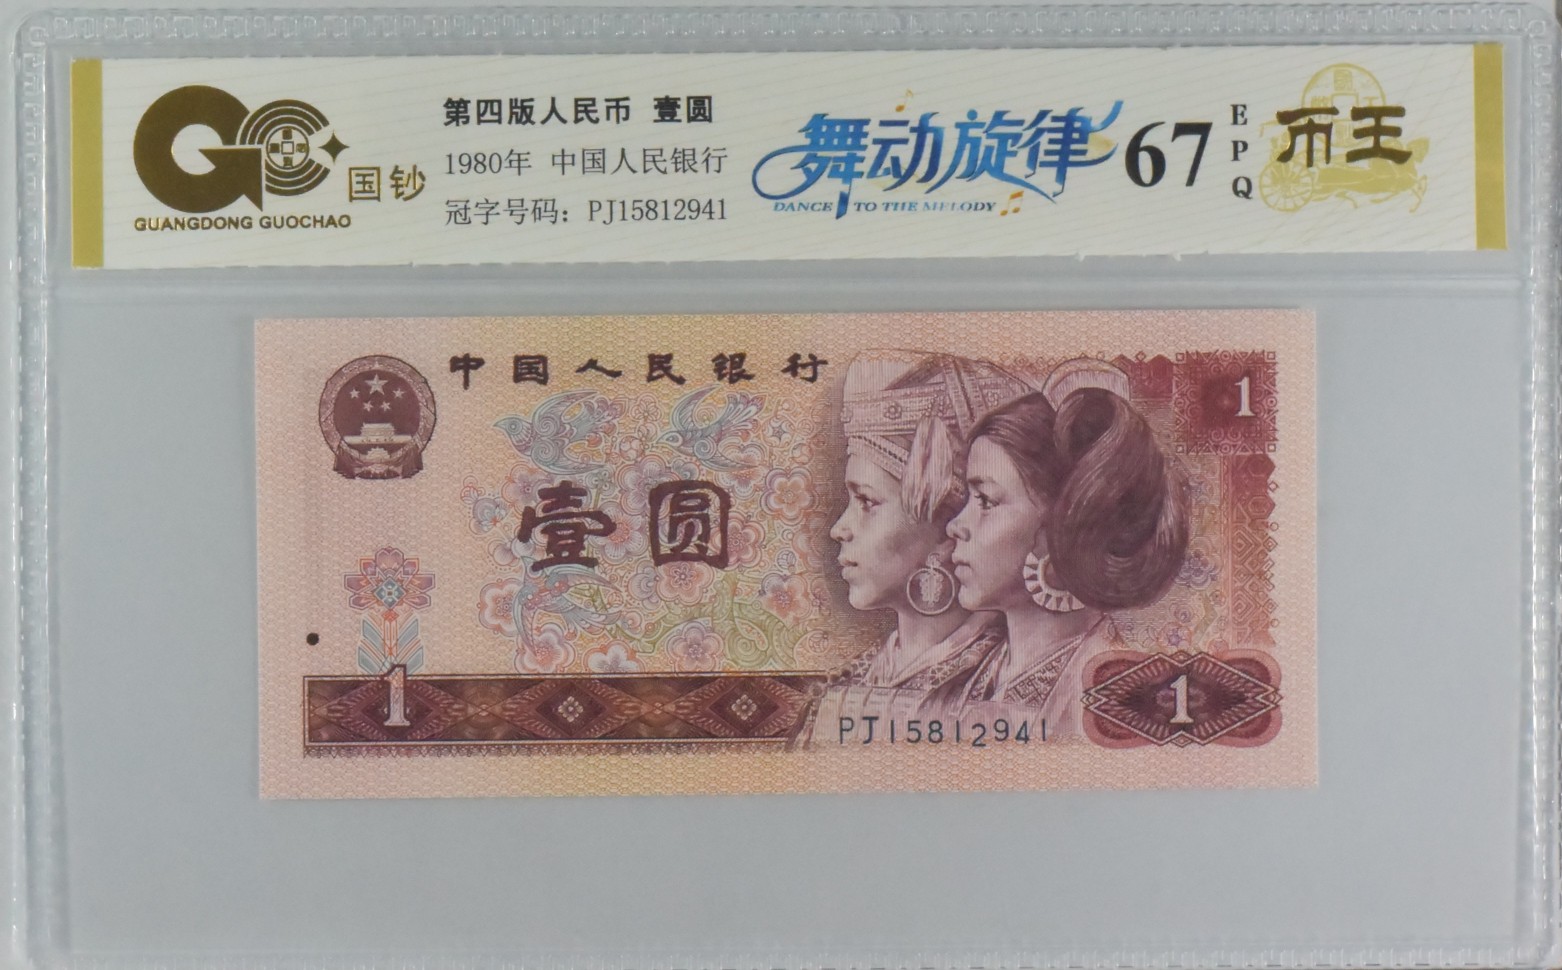 第四版人民币 壹圆
1980年 中国人民银行
冠字号码：PJ15812941
国钞
GUANGDONG GUOCHAO
舞动旋律
DANCE TO THE MELODY
67
EPQ
币王
中国人民银行
1
壹圆
1
1
PJ15812941